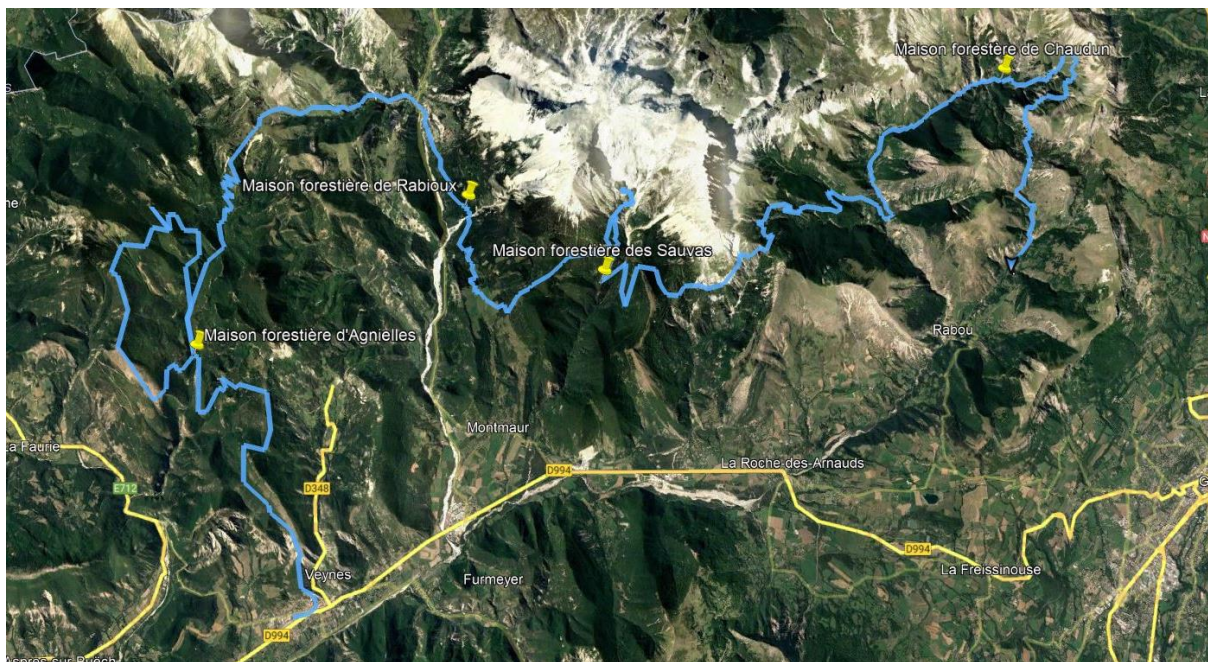 Maison forestère de Chaudun
Maison forestière de Rabioux
Maison forestière des Sauvas
Maison forestière d'Agnielles
Rabou
Montmaur
La Faurie
D994
La Roche-des-Arnauds
E712
D348
D994
La Freissinouse
Veynes
Furmeyer
D994